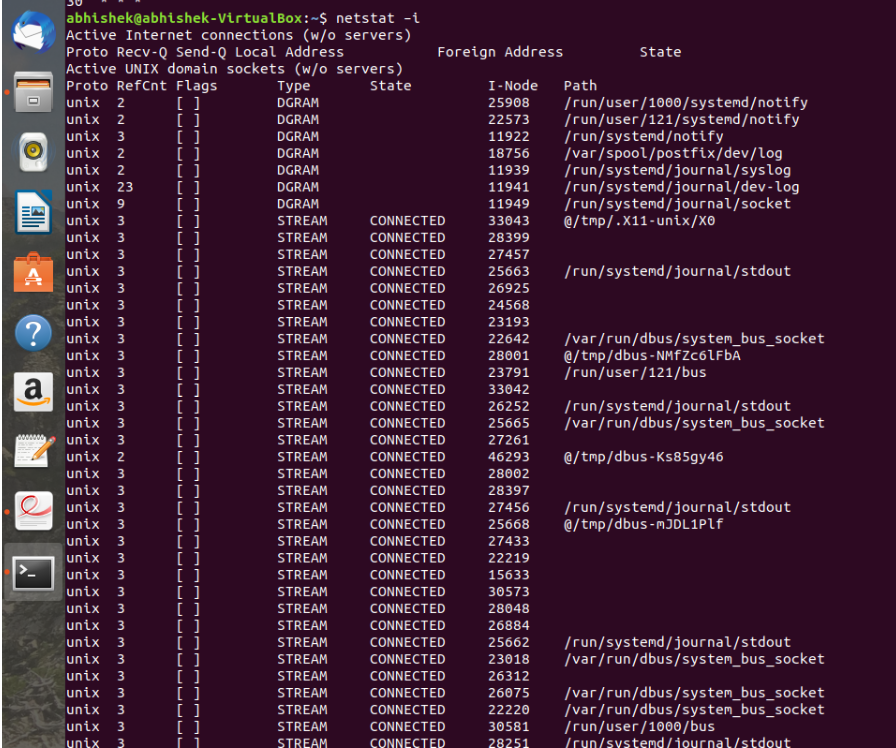 30 * * *
abhishek@abhishek-VirtualBox:~$ netstat –i
Active Internet connections (w/o servers)
Proto Recv-Q Send-Q Local Address Foreign Address State
Active UNIX domain sockets (w/o servers)
Proto RefCnt Flags Type State I-Node Path
unix 2 [ ] DGRAM 25908 /run/user/1000/systemd/notify
unix 2 [ ] DGRAM 22573 /run/user/121/systemd/notify
unix 3 [ ] DGRAM 11922 /run/systemd/notify
unix 2 [ ] DGRAM 18756 /var/spool/postfix/dev/log
unix 2 [ ] DGRAM 11939 /run/systemd/journal/syslog
unix 23 [ ] DGRAM 11941 /run/systemd/journal/dev-log
unix 9 [ ] DGRAM 11949 /run/systemd/journal/socket
unix 3 [ ] STREAM CONNECTED 33043 @/tmp/.X11-unix/X0
unix 3 [ ] STREAM CONNECTED 28399
unix 3 [ ] STREAM CONNECTED 27457
unix 3 [ ] STREAM CONNECTED 25663 /run/systemd/journal/stdout
unix 3 [ ] STREAM CONNECTED 26925
unix 3 [ ] STREAM CONNECTED 24568
unix 3 [ ] STREAM CONNECTED 23193
unix 3 [ ] STREAM CONNECTED 22642 /var/run/dbus/system_bus_socket
unix 3 [ ] STREAM CONNECTED 28001 @/tmp/dbus-NMfZc6lFbA
unix 3 [ ] STREAM CONNECTED 23791 /run/user/121/bus
unix 3 [ ] STREAM CONNECTED 33042
unix 3 [ ] STREAM CONNECTED 26252 /run/systemd/journal/stdout
unix 3 [ ] STREAM CONNECTED 25665 /var/run/dbus/system_bus_socket
unix 3 [ ] STREAM CONNECTED 27261
unix 2 [ ] STREAM CONNECTED 46293 @/tmp/dbus-Ks85gy46
unix 3 [ ] STREAM CONNECTED 28002
unix 3 [ ] STREAM CONNECTED 28397
unix 3 [ ] STREAM CONNECTED 27456 /run/systemd/journal/stdout
unix 3 [ ] STREAM CONNECTED 25668 @/tmp/dbus-mJDL1Plf
unix 3 [ ] STREAM CONNECTED 27433
unix 3 [ ] STREAM CONNECTED 22219
unix 3 [ ] STREAM CONNECTED 15633
unix 3 [ ] STREAM CONNECTED 30573
unix 3 [ ] STREAM CONNECTED 28048
unix 3 [ ] STREAM CONNECTED 26884
unix 3 [ ] STREAM CONNECTED 25662 /run/systemd/journal/stdout
unix 3 [ ] STREAM CONNECTED 23018 /var/run/dbus/system_bus_socket
unix 3 [ ] STREAM CONNECTED 26312
unix 3 [ ] STREAM CONNECTED 26075 /var/run/dbus/system_bus_socket
unix 3 [ ] STREAM CONNECTED 22220 /var/run/dbus/system_bus_socket
unix 3 [ ] STREAM CONNECTED 30581 /run/user/1000/bus
unix 3 [ ] STREAM CONNECTED 28251 /run/systemd/journal/stdout